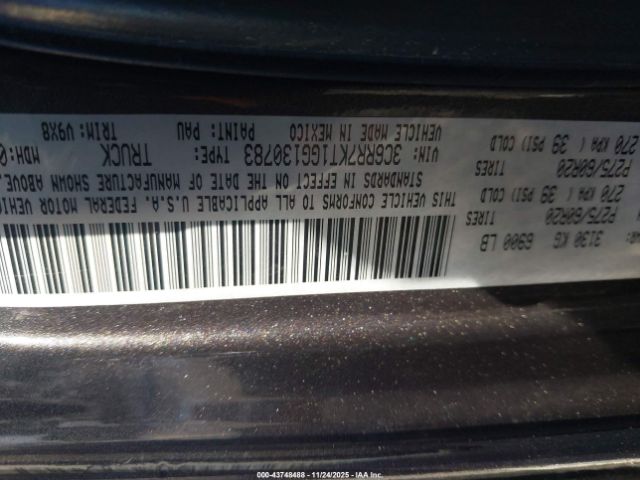 3130 KG 6900 LB
P275/60R20 TIRES
270 KPA ( 39 PSI) COLD
P275/60R20 TIRES
270 KPA ( 39 PSI) COLD
THIS VEHICLE CONFORMS TO ALL APPLICABLE U.S.A. FEDERAL MOTOR
STANDARDS IN EFFECT ON THE DATE OF MANUFACTURE SHOWN ABOVE.
VIN: 3C6RR7KT1GG130783 TYPE: TRUCK MDH:0
VEHICLE MADE IN MEXICO PAINT: PAU TRIM: V9X8
000-43748488 - 11/24/2025 - IAA Inc.